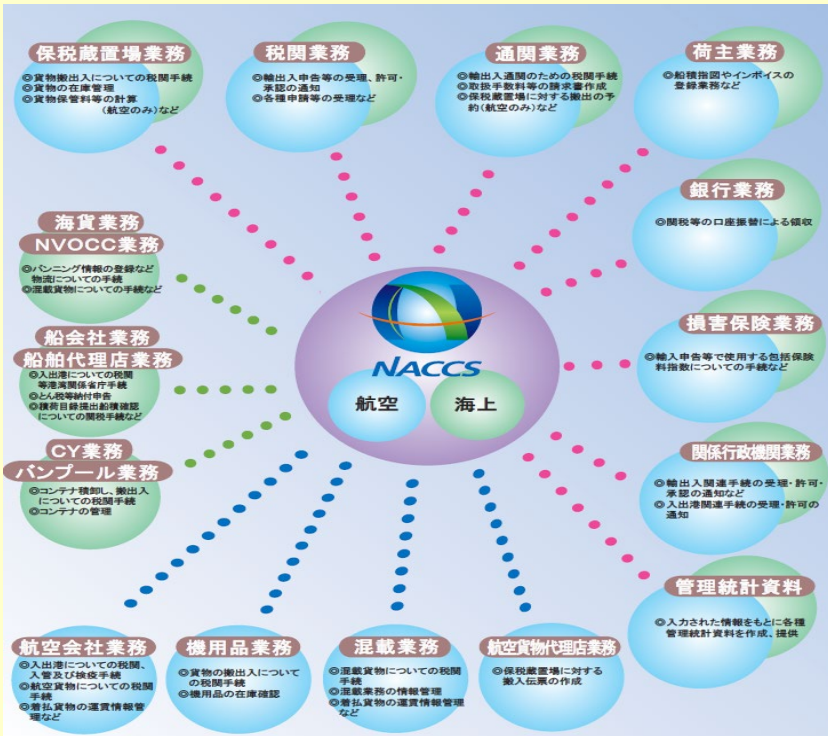 保税蔵置場業務
◎貨物搬出入についての税関手続
◎貨物の在庫管理
◎貨物保管料等の計算
(航空のみ)など
税関業務
◎輸出入申告等の受理、許可・
承認の通知
◎各種申請等の受理など
通関業務
◎輸出入通関のための税関手続
◎取扱手数料等の請求書作成
◎保税蔵置場に対する搬出の予
約(航空のみ)など
荷主業務
◎船積指図やインボイスの
登録業務など
銀行業務
◎関税等の口座振替による領収
海貨業務
NVOCC業務
◎バンニング情報の登録など
物流についての手続
◎混載貨物についての手続など
船会社業務
船舶代理店業務
◎入出港についての税関
等港湾関係省庁手続
◎とん税等納付申告
◎積荷目録提出船積確認
についての関税手続など
CY業務
バンプール業務
◎コンテナ積卸し、搬出入
についての税関手続
◎コンテナの管理
NACCS
航空
海上
損害保険業務
◎輸入申告等で使用する包括保険
料指数についての手続など
関係行政機関業務
◎輸出入関連手続の受理・許可・
承認の通知など
◎入出港関連手続の受理・許可の
通知
管理統計資料
◎入力された情報をもとに各種
管理統計資料を作成、提供
航空会社業務
◎入出港についての税関、
入管及び検疫手続
◎航空貨物についての税関
手続
◎着払貨物の運賃情報管
理など
機用品業務
◎貨物の搬出入について
の税関手続
◎機用品の在庫確認
混載業務
◎混載貨物についての税関
手続
◎混載業務の情報管理
◎着払貨物の運賃情報管理
など
航空貨物代理店業務
◎保税蔵置場に対する
搬入伝票の作成